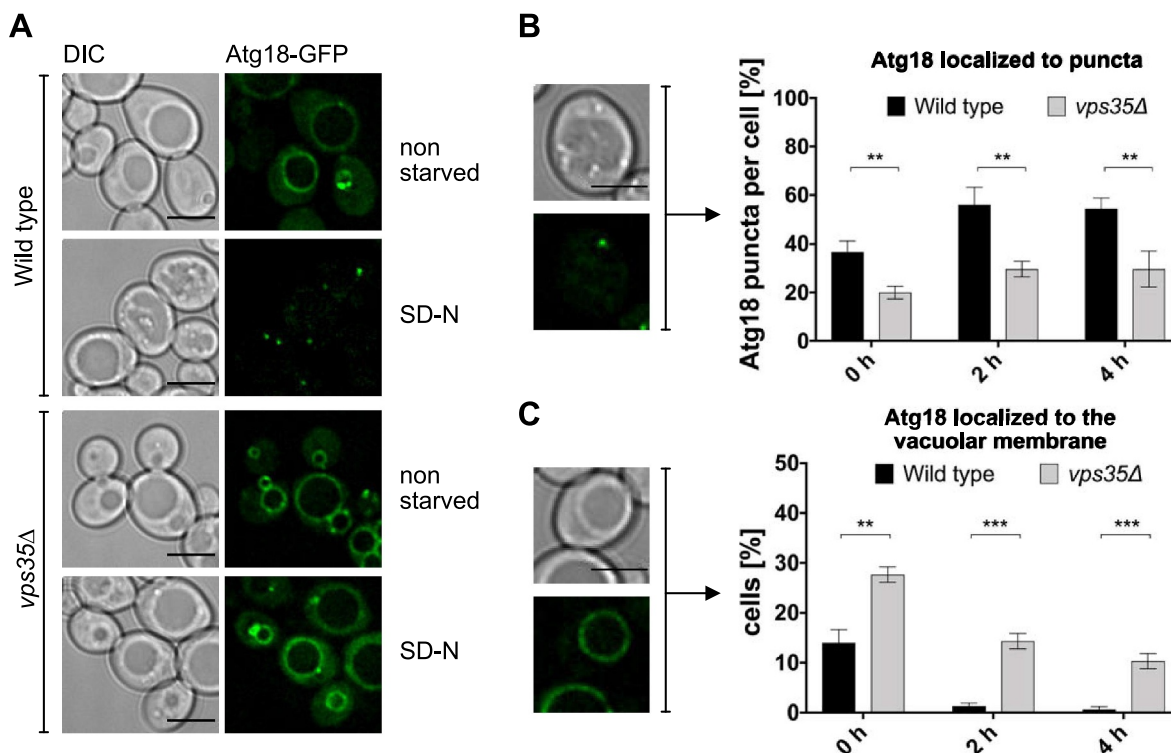 A
DIC
Atg18-GFP
Wild type
non
starved
SD-N
vps35Δ
non
starved
SD-N
B
Atg18 localized to puncta
Atg18 puncta per cell [%]
100
80
60
40
20
0
Wild type
vps35Δ
**
**
**
0 h
2 h
4 h
C
Atg18 localized to the
vacuolar membrane
cells [%]
50
40
30
20
10
0
Wild type
vps35Δ
**
***
***
0 h
2 h
4 h